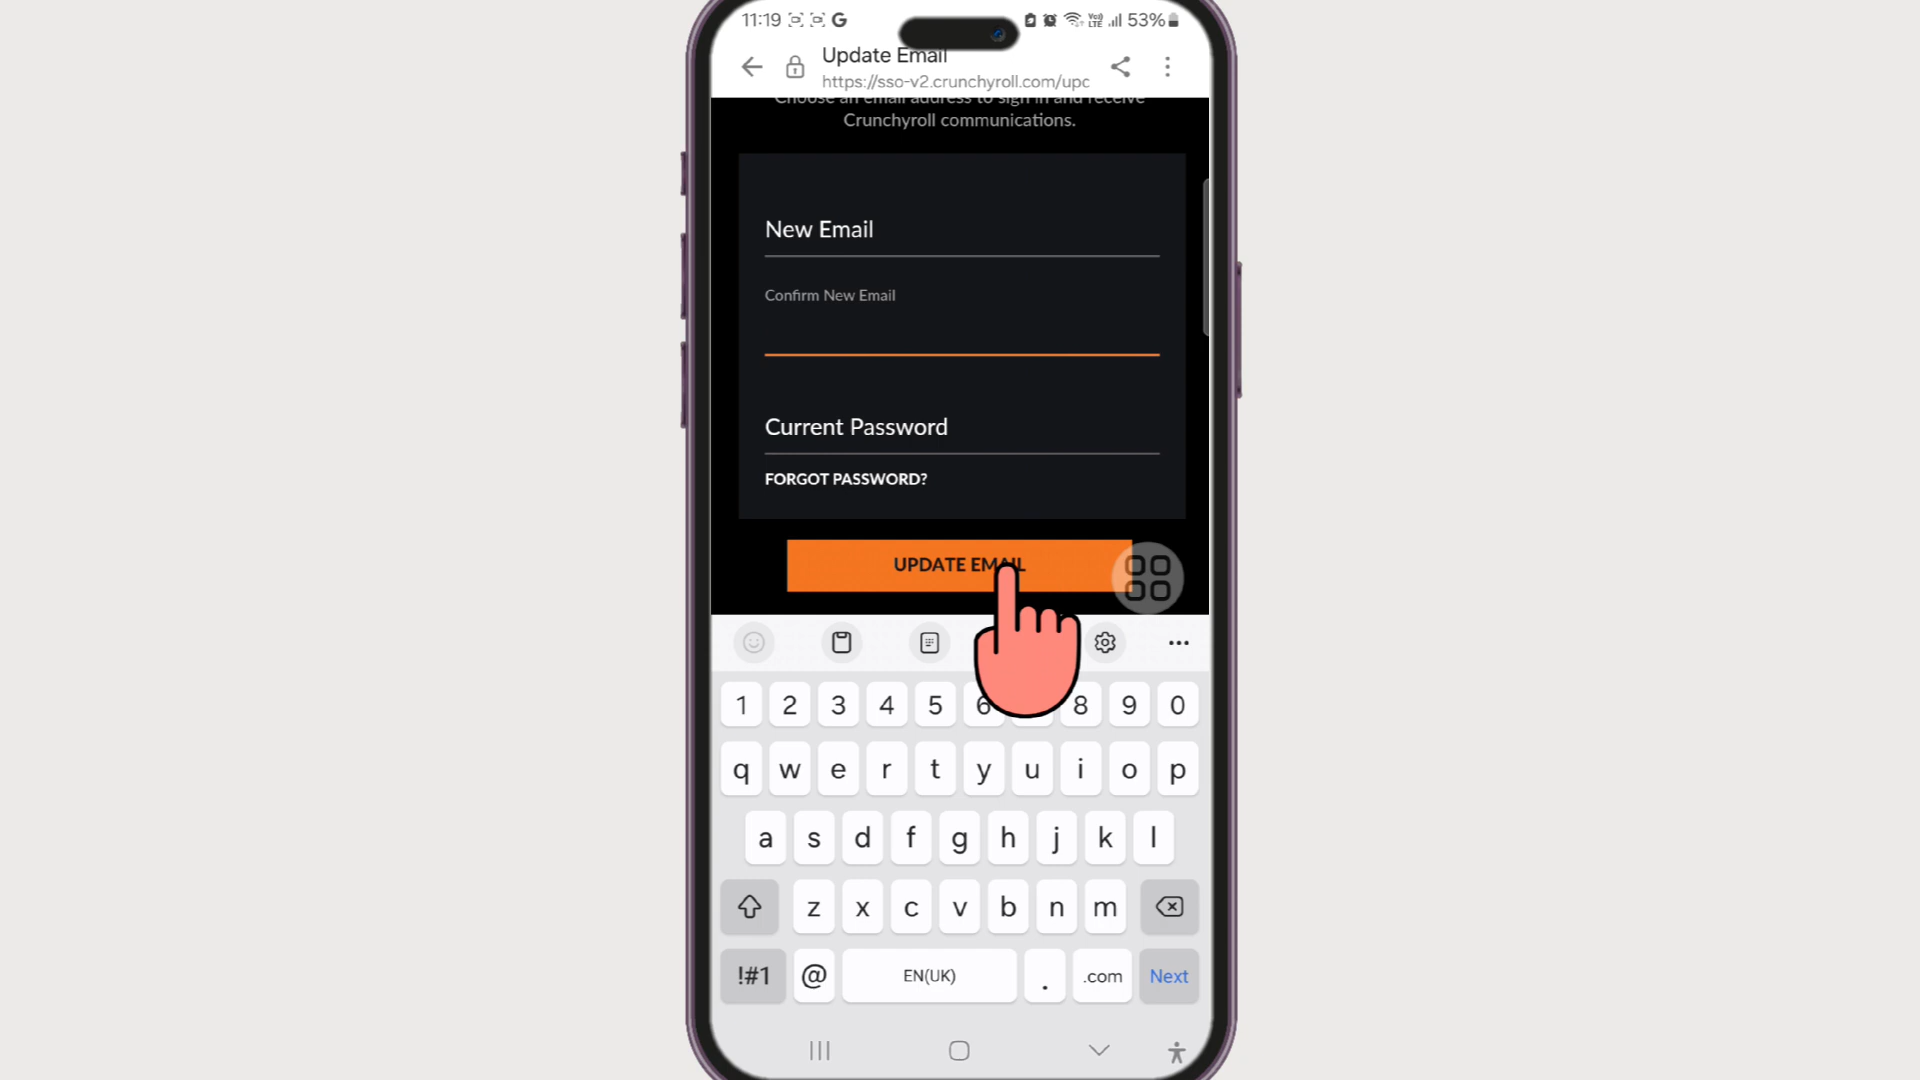 11:19 G VoD LTE 53%
Update Email
https://sso-v2.crunchyroll.com/upc
Choose an email address to sign in and receive
Crunchyroll communications.
New Email
Confirm New Email
Current Password
FORGOT PASSWORD?
UPDATE EMAIL
1 2 3 4 5 6 8 9 0
q w e r t y u i o p
a s d f g h j k l
z x c v b n m
!#1 @ EN(UK) . .com Next